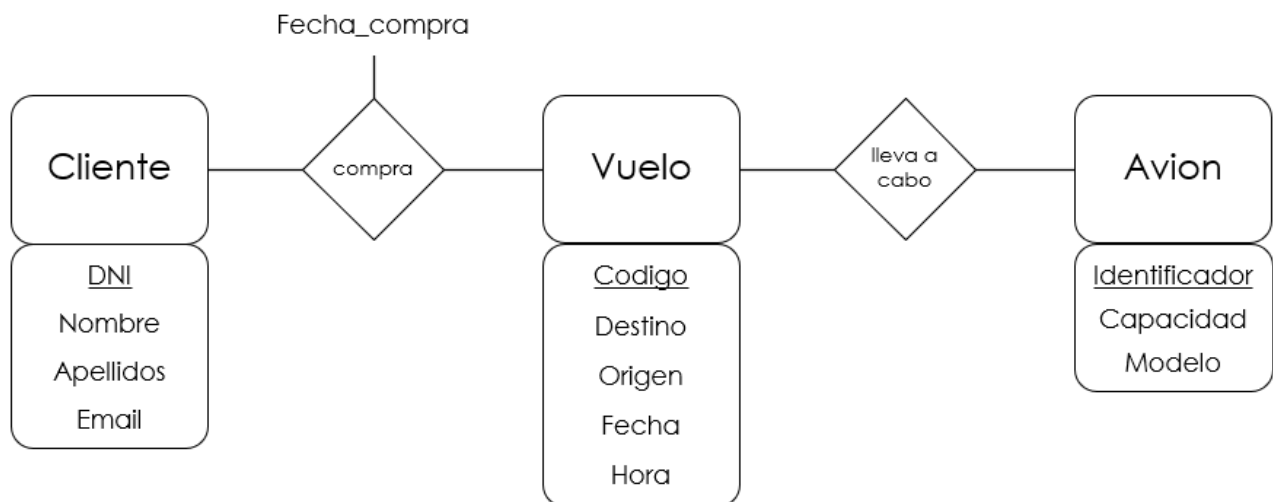 Fecha_compra
Cliente
compra
Vuelo
lleva a
cabo
Avion
DNI
Nombre
Apellidos
Email
Codigo
Destino
Origen
Fecha
Hora
Identificador
Capacidad
Modelo